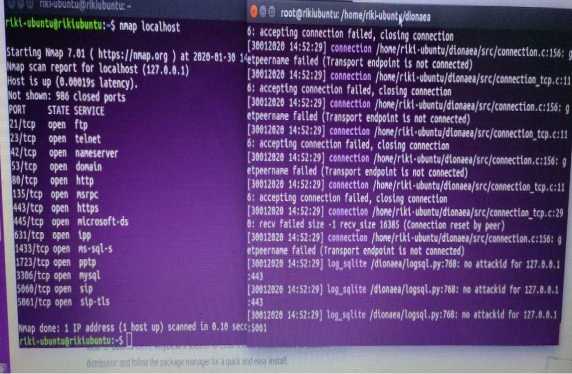 riki-ubuntu@rikiubuntu: ~
riki-ubuntu@rikiubuntu:~$ nmap localhost
Starting Nmap 7.01 ( https://nmap.org ) at 2020-01-30 14
Nmap scan report for localhost (127.0.0.1)
Host is up (0.00019s latency).
Not shown: 986 closed ports
PORT STATE SERVICE
21/tcp open ftp
23/tcp open telnet
42/tcp open nameserver
53/tcp open domain
80/tcp open http
135/tcp open msrpc
443/tcp open https
445/tcp open microsoft-ds
631/tcp open ipp
1433/tcp open ms-sql-s
1723/tcp open pptp
3306/tcp open mysql
5060/tcp open sip
5061/tcp open sip-tls
Nmap done: 1 IP address (1 host up) scanned in 0.10 seco
riki-ubuntu@rikiubuntu:~$
root@rikiubuntu: /home/riki-ubuntu/dionaea
6: accepting connection failed, closing connection
[30012020 14:52:29] connection /home/riki-ubuntu/dionaea/src/connection.c:156: g
etpeername failed (Transport endpoint is not connected)
[30012020 14:52:29] connection /home/riki-ubuntu/dionaea/src/connection_tcp.c:11
6: accepting connection failed, closing connection
[30012020 14:52:29] connection /home/riki-ubuntu/dionaea/src/connection.c:156: g
etpeername failed (Transport endpoint is not connected)
[30012020 14:52:29] connection /home/riki-ubuntu/dionaea/src/connection_tcp.c:11
6: accepting connection failed, closing connection
[30012020 14:52:29] connection /home/riki-ubuntu/dionaea/src/connection.c:156: g
etpeername failed (Transport endpoint is not connected)
[30012020 14:52:29] connection /home/riki-ubuntu/dionaea/src/connection_tcp.c:11
6: accepting connection failed, closing connection
[30012020 14:52:29] connection /home/riki-ubuntu/dionaea/src/connection_tcp.c:29
0: recv failed size -1 recv_size 16385 (Connection reset by peer)
[30012020 14:52:29] connection /home/riki-ubuntu/dionaea/src/connection.c:156: g
etpeername failed (Transport endpoint is not connected)
[30012020 14:52:29] log_sqlite /dionaea/logsql.py:768: no attackid for 127.0.0.1
:443
[30012020 14:52:29] log_sqlite /dionaea/logsql.py:768: no attackid for 127.0.0.1
:443
[30012020 14:52:29] log_sqlite /dionaea/logsql.py:768: no attackid for 127.0.0.1
:5061
distribution and follow the package manager for a quick and easy install.